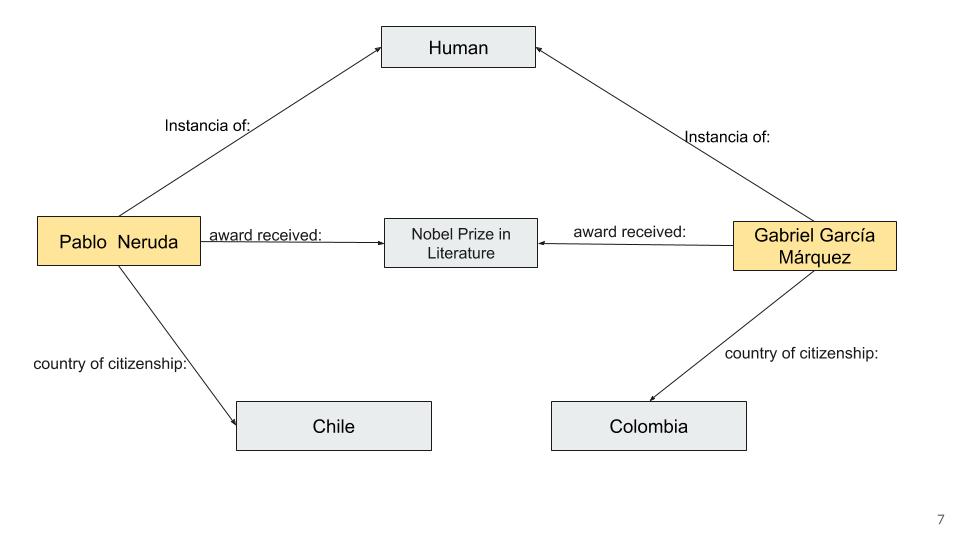 Human
Instancia of:
Instancia of:
Pablo  Neruda
award received:
Nobel Prize in
Literature
award received:
Gabriel García
Márquez
country of citizenship:
country of citizenship:
Chile
Colombia
7